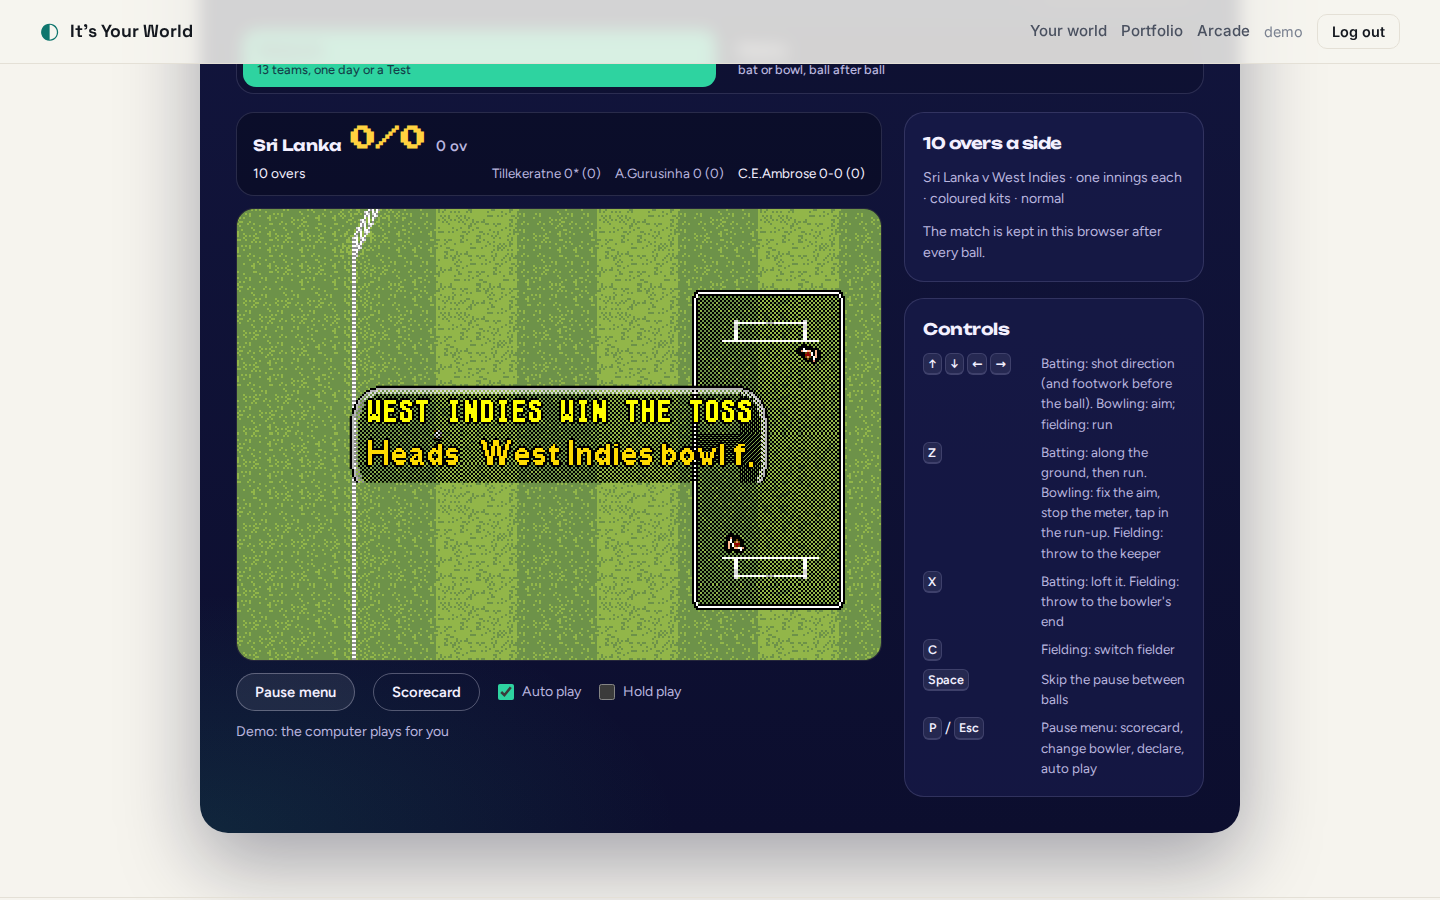 It's Your World
Your world Portfolio Arcade demo Log out
13 teams, one day or a Test
bat or bowl, ball after ball
Sri Lanka 0/0 0 ov
10 overs Tillekeratne 0* (0) A.Gurusinha 0 (0) C.E.Ambrose 0-0 (0)
WEST INDIES WIN THE TOSS
Heads West Indies bowl f.
Pause menu Scorecard Auto play Hold play
Demo: the computer plays for you
10 overs a side
Sri Lanka v West Indies · one innings each
· coloured kits · normal
The match is kept in this browser after
every ball.
Controls
↑ ↓ ← → Batting: shot direction
(and footwork before
the ball). Bowling: aim;
fielding: run
Z Batting: along the
ground, then run.
Bowling: fix the aim,
stop the meter, tap in
the run-up. Fielding:
throw to the keeper
X Batting: loft it. Fielding:
throw to the bowler's
end
C Fielding: switch fielder
Space Skip the pause between
balls
P / Esc Pause menu: scorecard,
change bowler, declare,
auto play